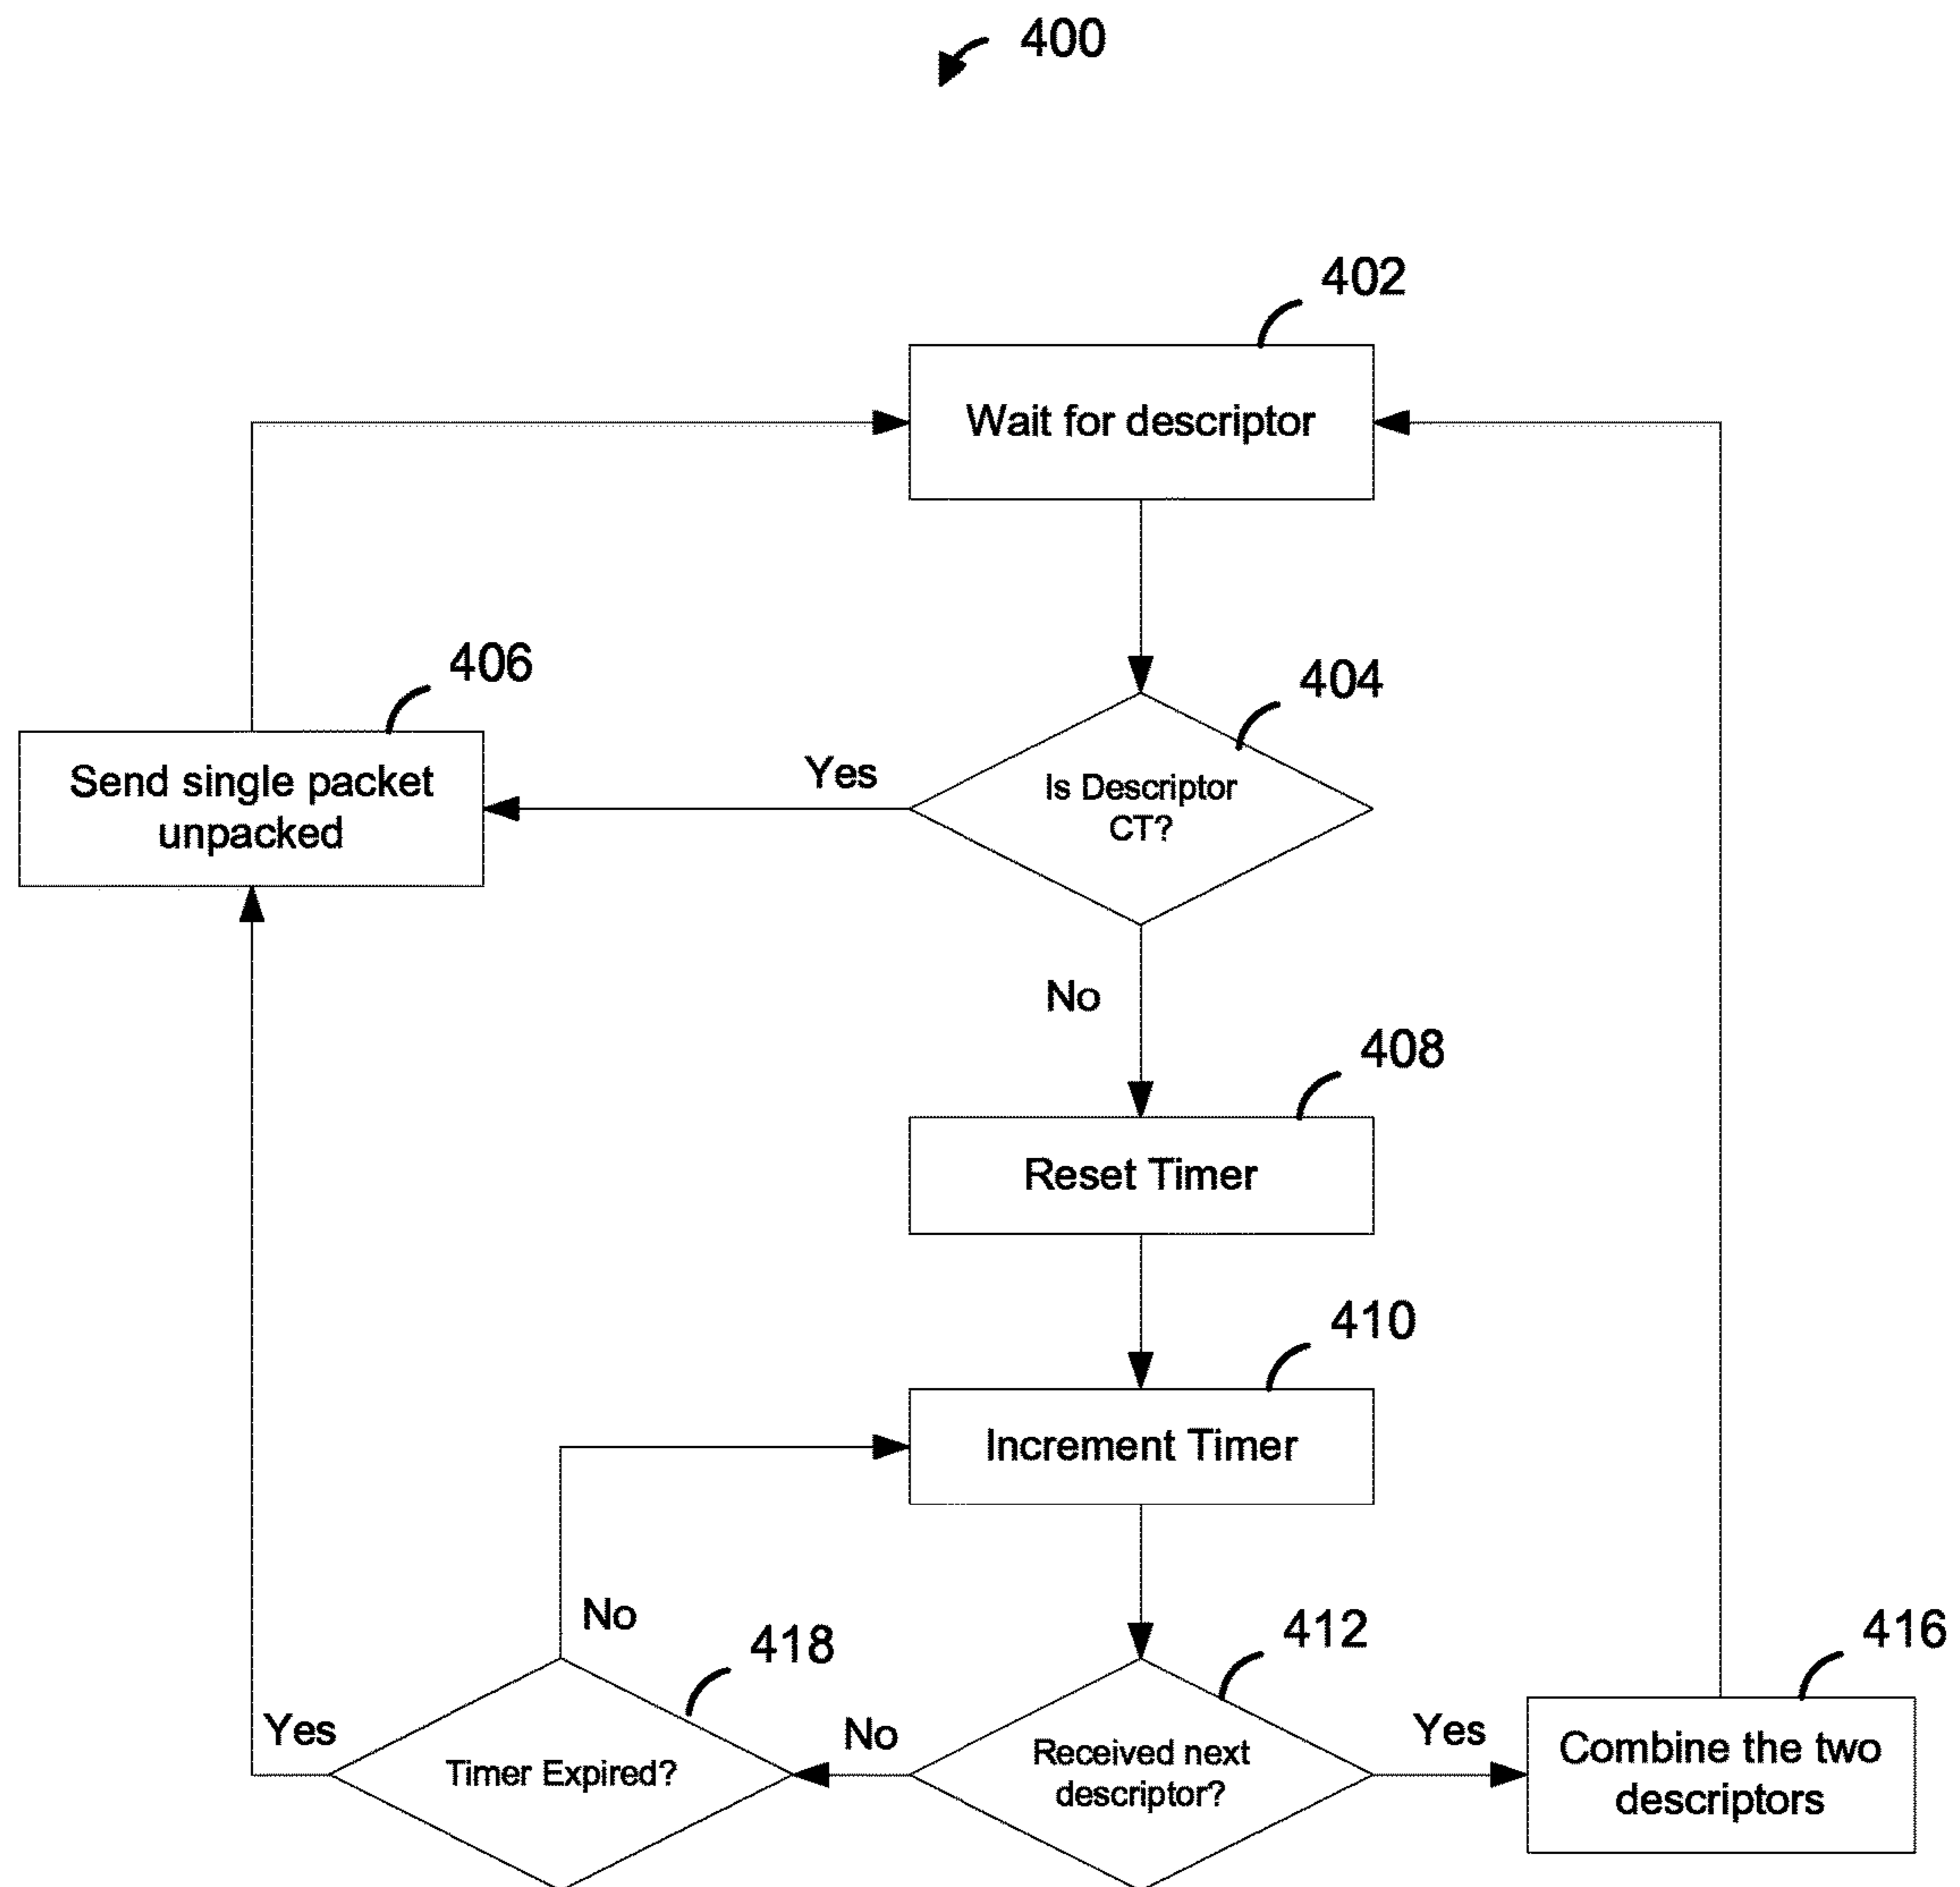 400
402
Wait for descriptor
406
Send single packet
unpacked
Yes
404
Is Descriptor
CT?
No
408
Reset Timer
410
Increment Timer
No
418
Timer Expired?
Yes
No
412
Received next
descriptor?
Yes
416
Combine the two
descriptors